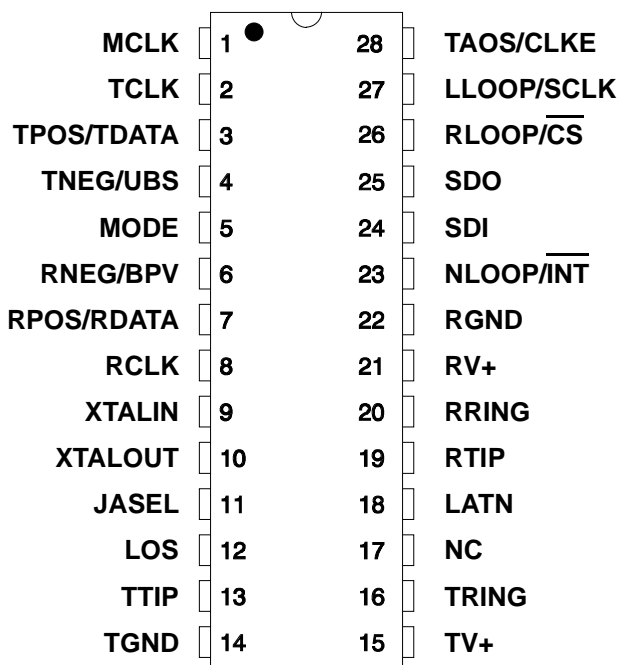 MCLK 1 28 TAOS/CLKE
TCLK 2 27 LLOOP/SCLK
TPOS/TDATA 3 26 RLOOP/C̅S̅
TNEG/UBS 4 25 SDO
MODE 5 24 SDI
RNEG/BPV 6 23 NLOOP/I̅N̅T̅
RPOS/RDATA 7 22 RGND
RCLK 8 21 RV+
XTALIN 9 20 RRING
XTALOUT 10 19 RTIP
JASEL 11 18 LATN
LOS 12 17 NC
TTIP 13 16 TRING
TGND 14 15 TV+